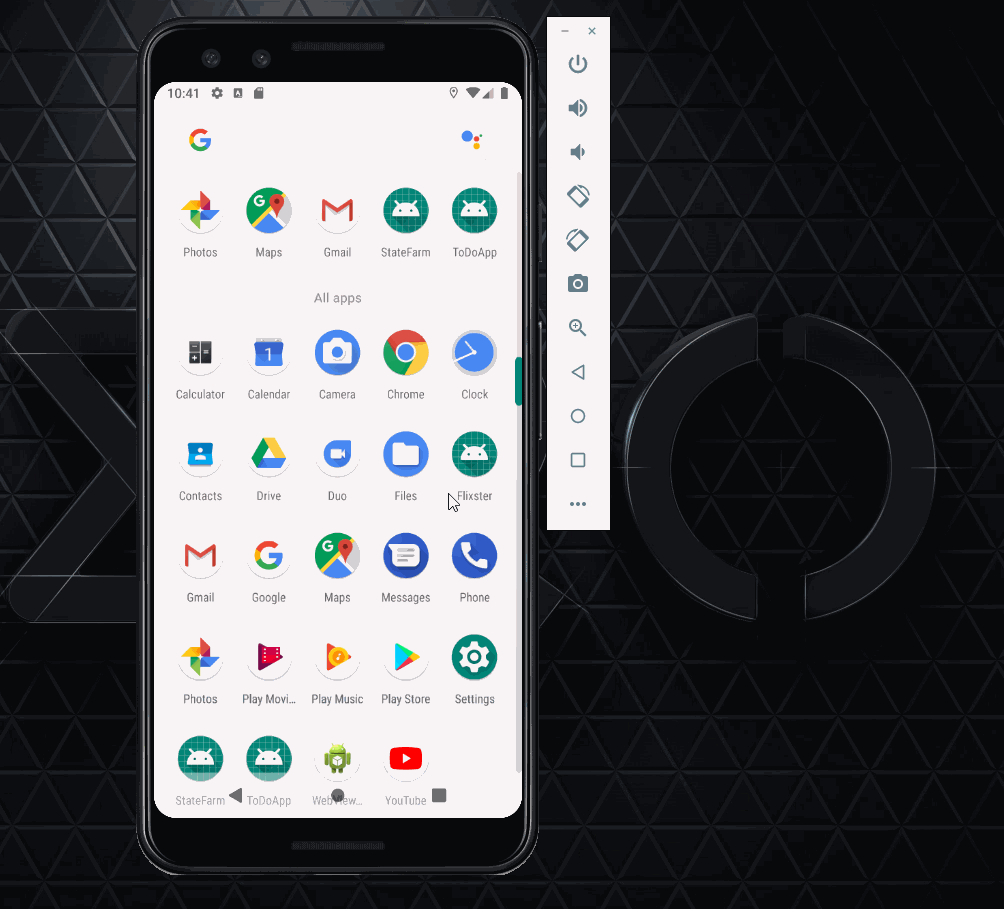 10:41
Photos Maps Gmail StateFarm ToDoApp
All apps
Calculator Calendar Camera Chrome Clock
Contacts Drive Duo Files Flixster
Gmail Google Maps Messages Phone
Photos Play Movi... Play Music Play Store Settings
StateFarm ToDoApp WebView... YouTube